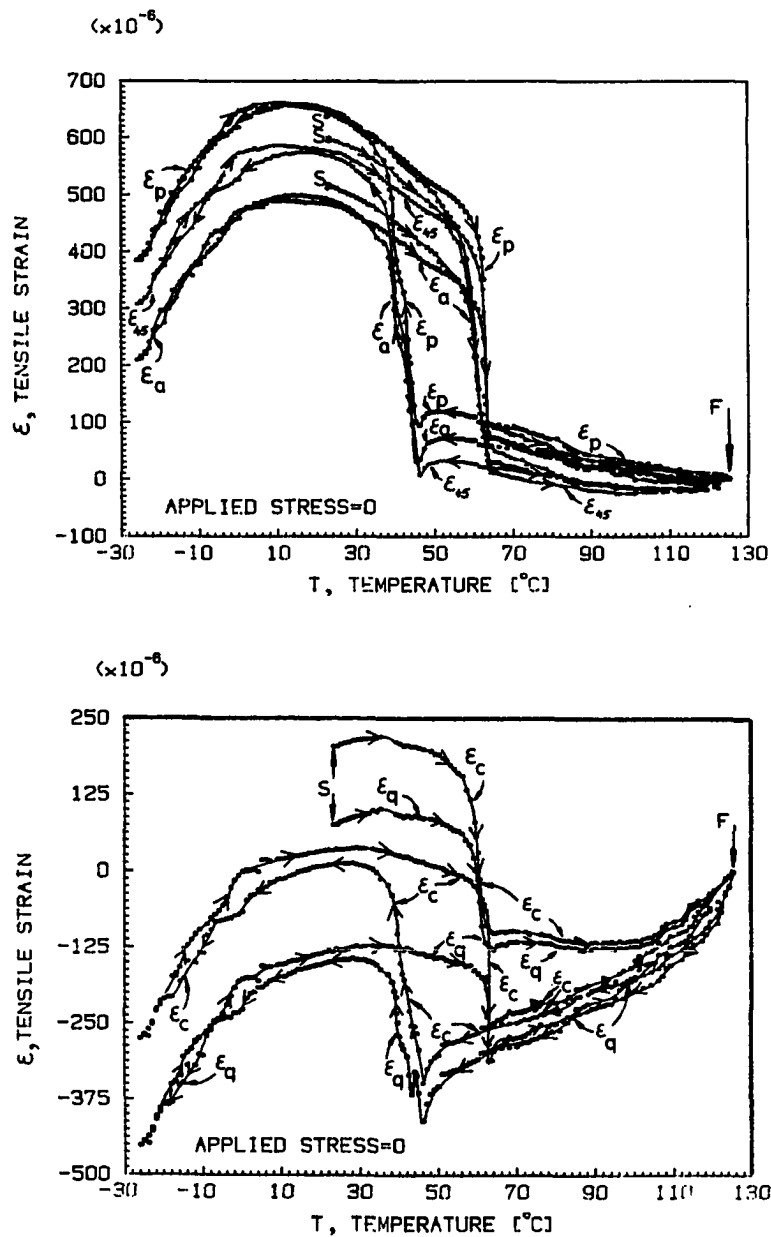 (×10⁻⁶)
700
600
500
400
300
200
100
0
-100
ε, TENSILE STRAIN
S
S
S
εp
ε45
εa
ε45
εp
εa
εa
εp
εp
εa
ε45
εp
ε45
F
APPLIED STRESS=0
-30 -10 10 30 50 70 90 110 130
T, TEMPERATURE [°C]
(×10⁻⁶)
250
125
0
-125
-250
-375
-500
ε, TENSILE STRAIN
S
εc
εq
F
εc
εc
εq
εq
εc
εc
εc
εc
εq
εq
εq
APPLIED STRESS=0
-30 -10 10 30 50 70 90 110 130
T, TEMPERATURE [°C]